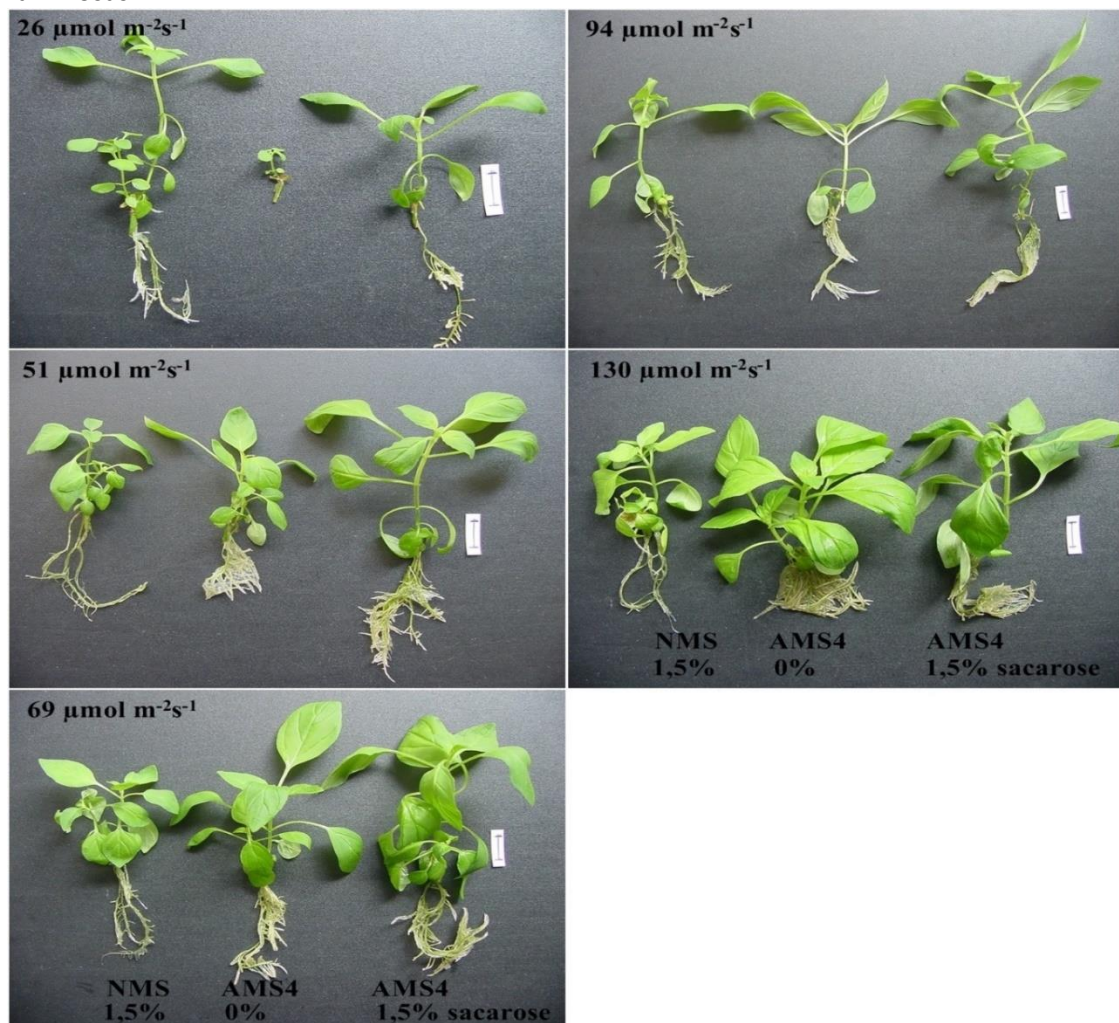 26 µmol m-2s-1
94 µmol m-2s-1
51 µmol m-2s-1
130 µmol m-2s-1
NMS AMS4 AMS4
1,5% 0% 1,5% sacarose
69 µmol m-2s-1
NMS AMS4 AMS4
1,5% 0% 1,5% sacarose